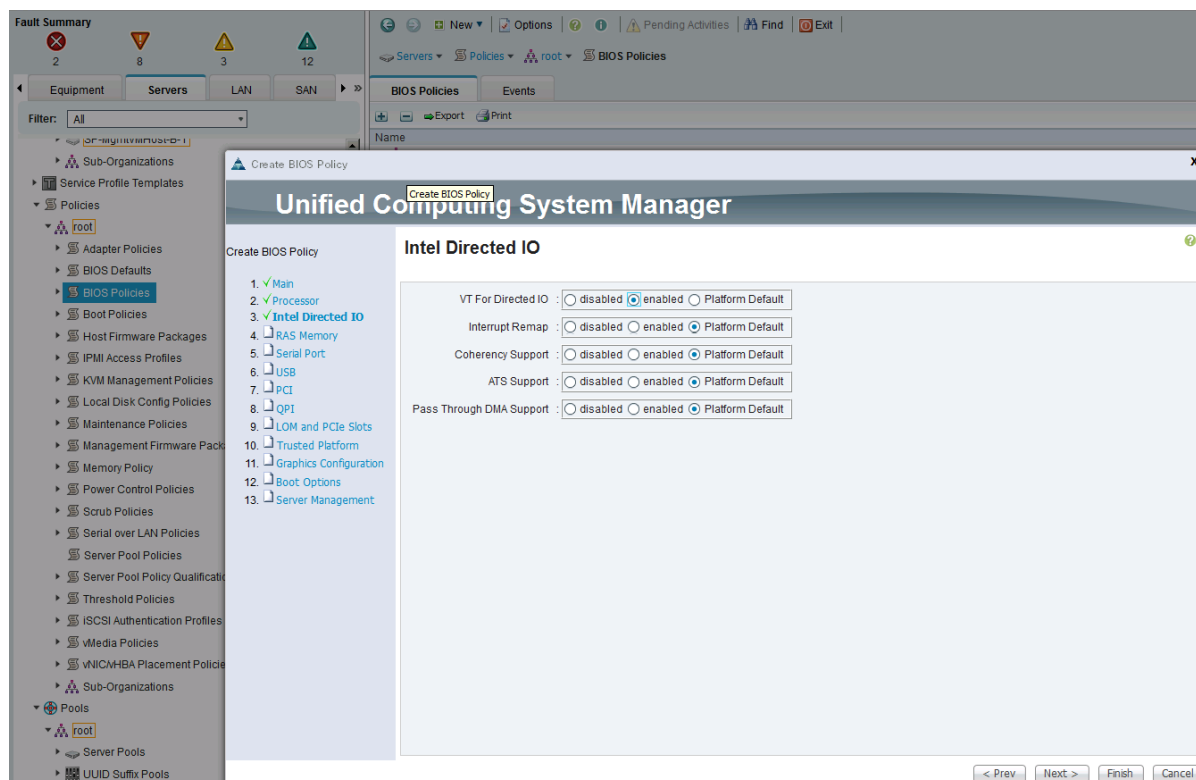 Fault Summary
2 8 3 12
Equipment Servers LAN SAN
Filter: All
SP-MgmtVMHost-B-1
Sub-Organizations
Service Profile Templates
Policies
root
Adapter Policies
BIOS Defaults
BIOS Policies
Boot Policies
Host Firmware Packages
IPMI Access Profiles
KVM Management Policies
Local Disk Config Policies
Maintenance Policies
Management Firmware Pack
Memory Policy
Power Control Policies
Scrub Policies
Serial over LAN Policies
Server Pool Policies
Server Pool Policy Qualificatio
Threshold Policies
iSCSI Authentication Profiles
vMedia Policies
vNIC/vHBA Placement Policie
Sub-Organizations
Pools
root
Server Pools
UUID Suffix Pools
New Options Pending Activities Find Exit
Servers Policies root BIOS Policies
BIOS Policies Events
Export Print
Name
Create BIOS Policy x
Create BIOS Policy
Unified Computing System Manager
Create BIOS Policy
1. Main
2. Processor
3. Intel Directed IO
4. RAS Memory
5. Serial Port
6. USB
7. PCI
8. QPI
9. LOM and PCIe Slots
10. Trusted Platform
11. Graphics Configuration
12. Boot Options
13. Server Management
Intel Directed IO
VT For Directed IO : disabled enabled Platform Default
Interrupt Remap : disabled enabled Platform Default
Coherency Support : disabled enabled Platform Default
ATS Support : disabled enabled Platform Default
Pass Through DMA Support : disabled enabled Platform Default
< Prev Next > Finish Cancel